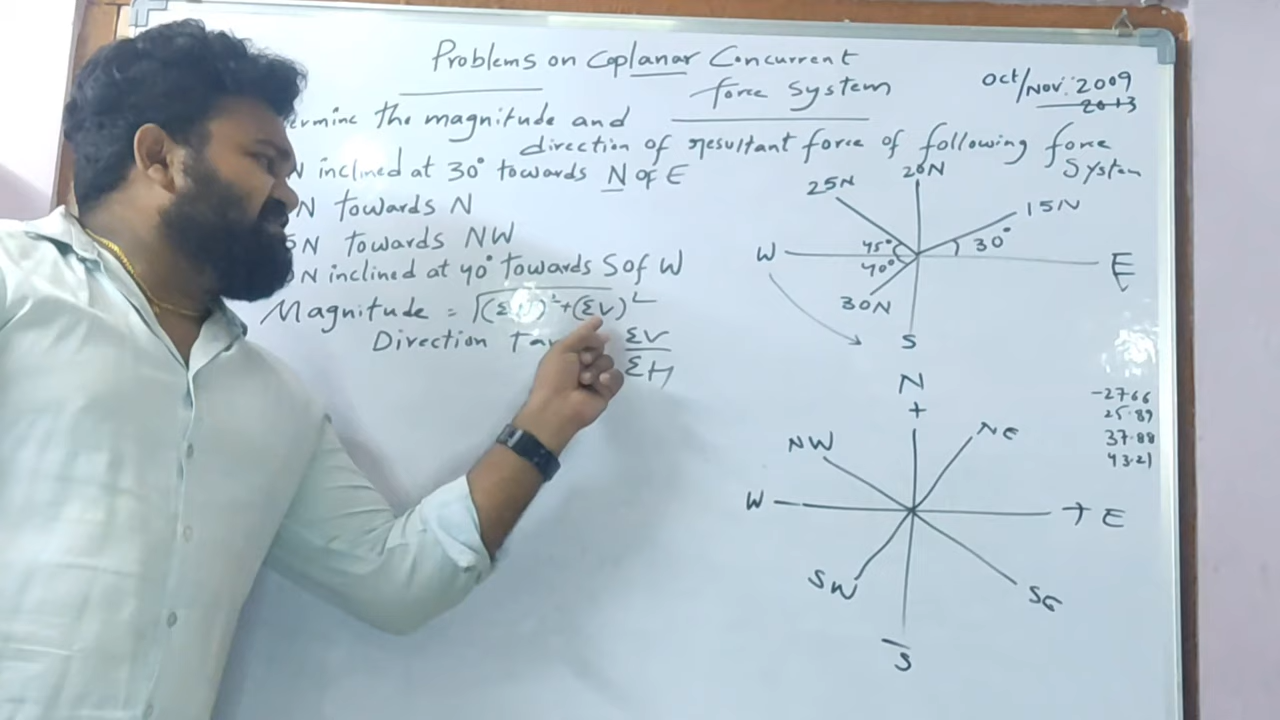 Problems on Coplanar Concurrent
force System
Oct/Nov: 2009
2013
ermine the magnitude and
direction of resultant force of following force
System
N inclined at 30° towards N of E
N towards N
5N towards NW
N inclined at 40° towards S of W
Magnitude = √(ΣH)²+(ΣV)²
Direction Tan ΣV
ΣH
25N
20N
15N
W
45°
30°
40°
E
30N
S
N
+
NW
NE
W
+ E
SW
SE
-
S
-27.66
25.89
37.88
43.21